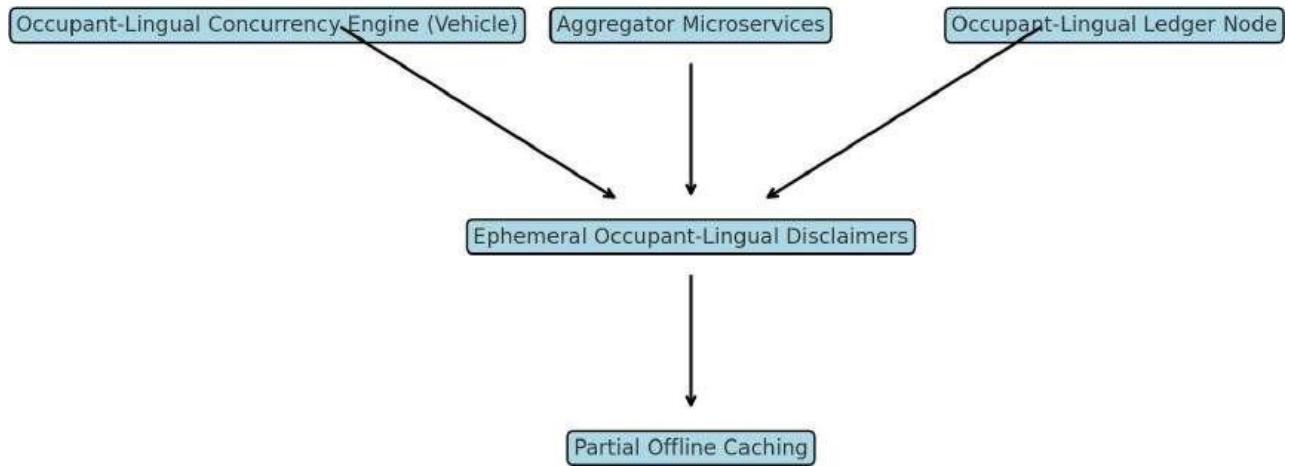 Occupant-Lingual Concurrency Engine (Vehicle)
Aggregator Microservices
Occupant-Lingual Ledger Node
Ephemeral Occupant-Lingual Disclaimers
Partial Offline Caching